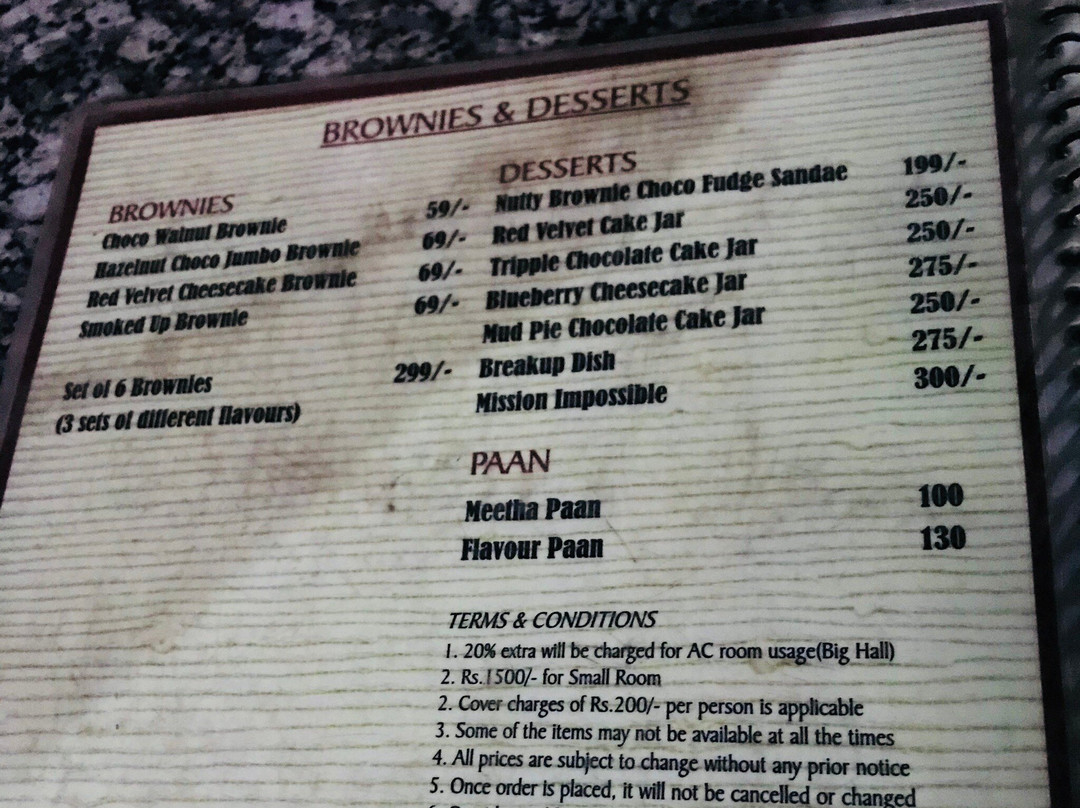 BROWNIES & DESSERTS
BROWNIES
Choco Walnut Brownie 59/-
Hazelnut Choco Jumbo Brownie 69/-
Red Velvet Cheesecake Brownie 69/-
Smoked Up Brownie 69/-
Set of 6 Brownies 299/-
(3 sets of different flavours)
DESSERTS
Nutty Brownie Choco Fudge Sandae 199/-
Red Velvet Cake Jar 250/-
Tripple Chocolate Cake Jar 250/-
Blueberry Cheesecake Jar 275/-
Mud Pie Chocolate Cake Jar 250/-
Breakup Dish 275/-
Mission Impossible 300/-
PAAN
Meetha Paan 100
Flavour Paan 130
TERMS & CONDITIONS
1. 20% extra will be charged for AC room usage(Big Hall)
2. Rs.1500/- for Small Room
2. Cover charges of Rs.200/- per person is applicable
3. Some of the items may not be available at all the times
4. All prices are subject to change without any prior notice
5. Once order is placed, it will not be cancelled or changed